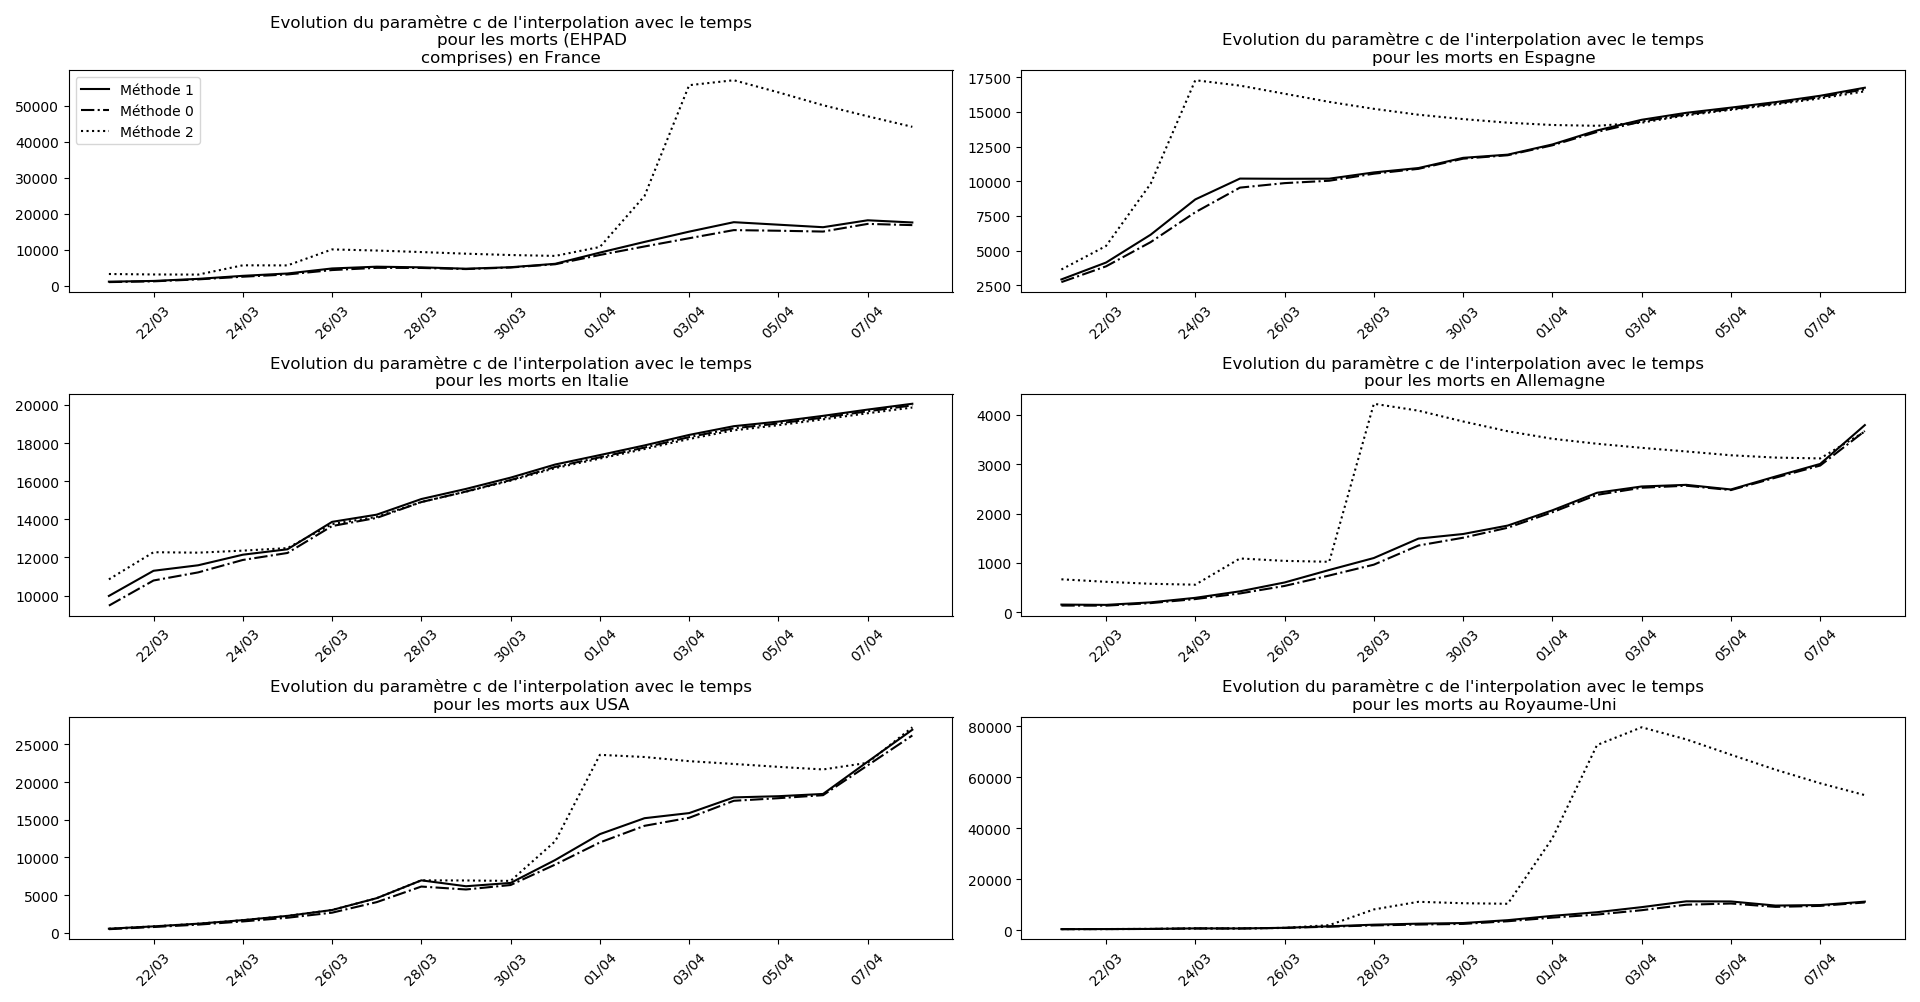 Evolution du paramètre c de l'interpolation avec le temps
pour les morts (EHPAD
comprises) en France
Méthode 1
Méthode 0
Méthode 2
50000
40000
30000
20000
10000
0
22/03 24/03 26/03 28/03 30/03 01/04 03/04 05/04 07/04
Evolution du paramètre c de l'interpolation avec le temps
pour les morts en Espagne
17500
15000
12500
10000
7500
5000
2500
22/03 24/03 26/03 28/03 30/03 01/04 03/04 05/04 07/04
Evolution du paramètre c de l'interpolation avec le temps
pour les morts en Italie
20000
18000
16000
14000
12000
10000
22/03 24/03 26/03 28/03 30/03 01/04 03/04 05/04 07/04
Evolution du paramètre c de l'interpolation avec le temps
pour les morts en Allemagne
4000
3000
2000
1000
0
22/03 24/03 26/03 28/03 30/03 01/04 03/04 05/04 07/04
Evolution du paramètre c de l'interpolation avec le temps
pour les morts aux USA
25000
20000
15000
10000
5000
0
22/03 24/03 26/03 28/03 30/03 01/04 03/04 05/04 07/04
Evolution du paramètre c de l'interpolation avec le temps
pour les morts au Royaume-Uni
80000
60000
40000
20000
0
22/03 24/03 26/03 28/03 30/03 01/04 03/04 05/04 07/04